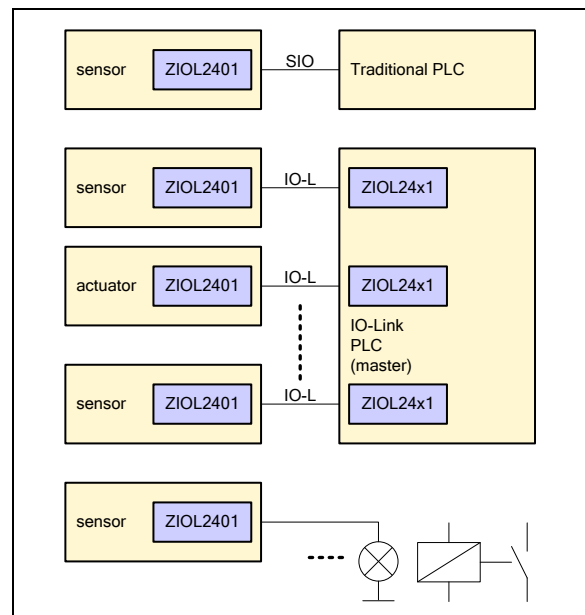 sensor
ZIOL2401
SIO
Traditional PLC
sensor
ZIOL2401
IO-L
ZIOL24x1
actuator
ZIOL2401
IO-L
ZIOL24x1
IO-Link
PLC
(master)
sensor
ZIOL2401
IO-L
ZIOL24x1
sensor
ZIOL2401